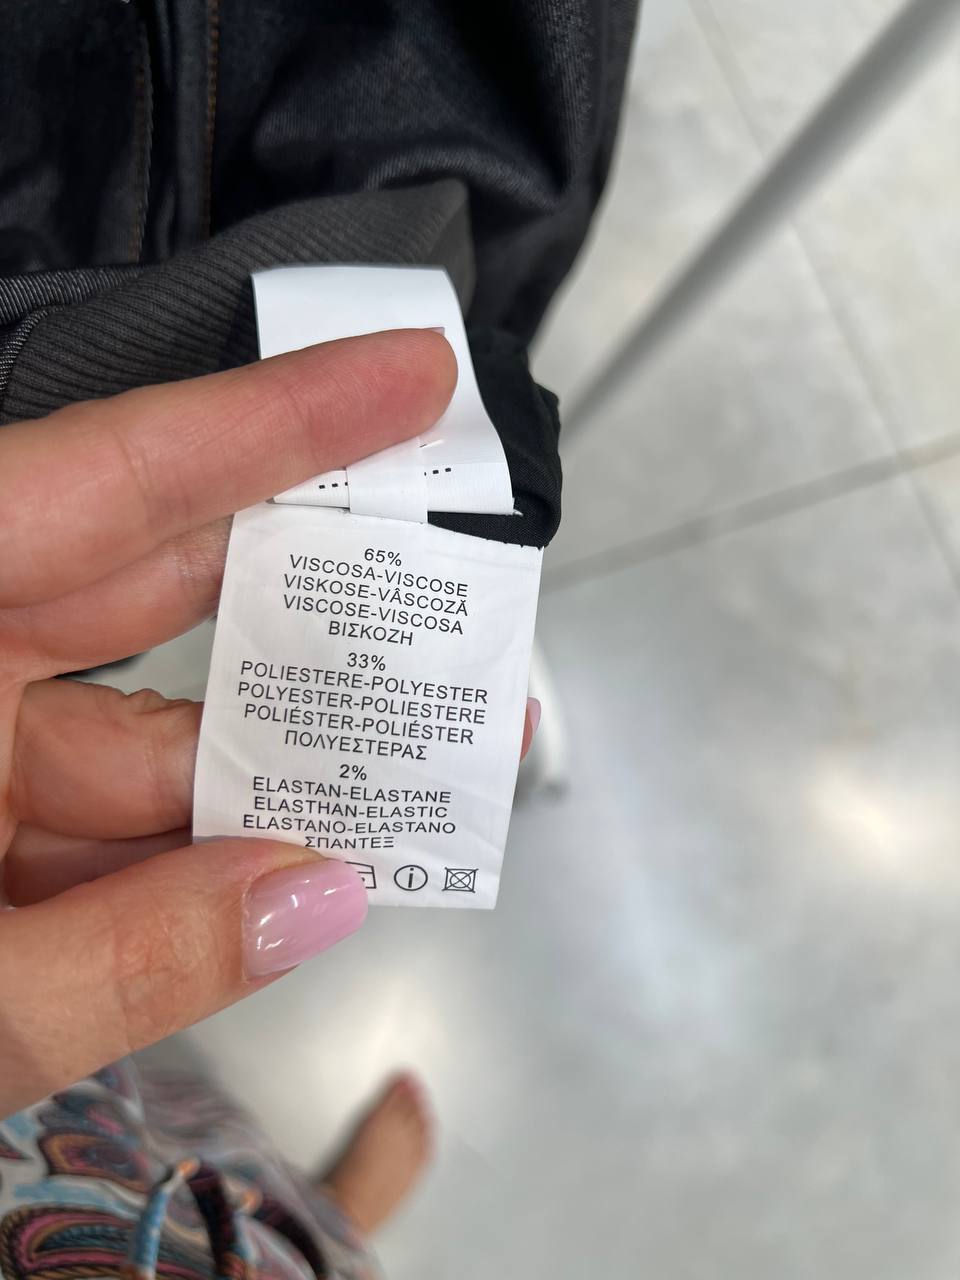 65%
VISCOSA-VISCOSE
VISKOSE-VÂSCOZĂ
VISCOSE-VISCOSA
ΒΙΣΚΟΖΗ
33%
POLIESTERE-POLYESTER
POLYESTER-POLIESTERE
POLIÉSTER-POLIÉSTER
ΠΟΛΥΕΣΤΕΡΑΣ
2%
ELASTAN-ELASTANE
ELASTHAN-ELASTIC
ELASTANO-ELASTANO
ΣΠΑΝΤΕΞ